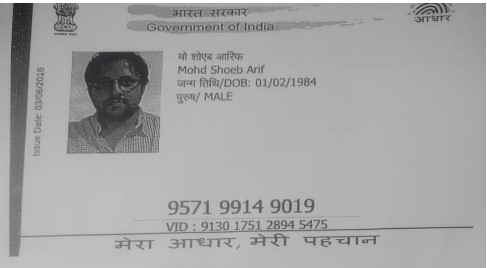 भारत सरकार
Government of India
आधार
Issue Date: 03/06/2016
मो शोएब आरिफ
Mohd Shoeb Arif
जन्म तिथि/DOB: 01/02/1984
पुरुष/ MALE
9571 9914 9019
VID : 9130 1751 2894 5475
मेरा आधार, मेरी पहचान